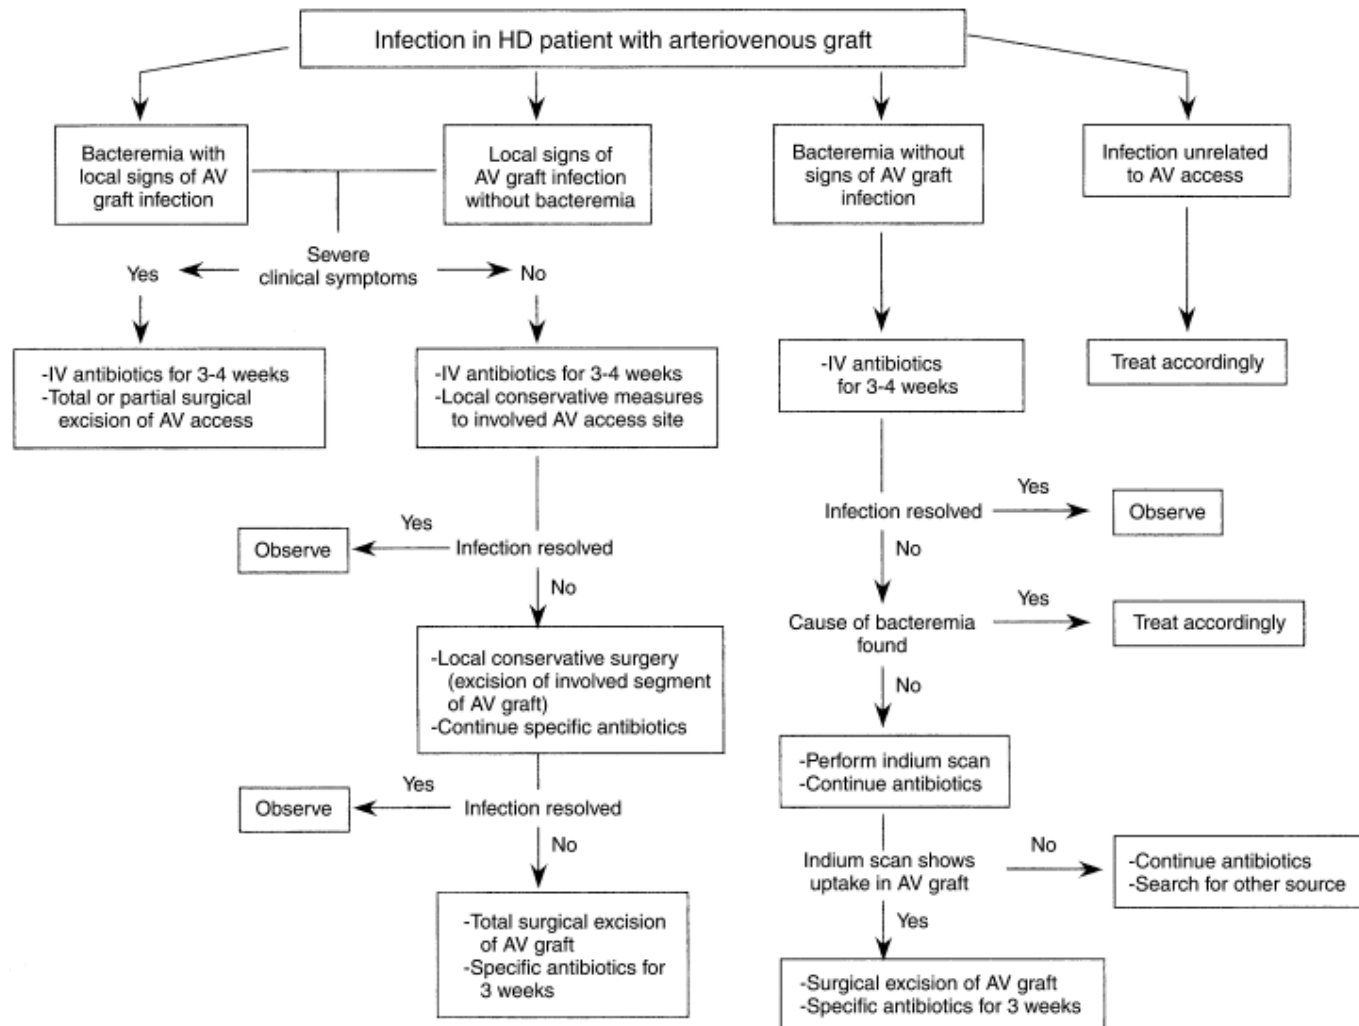 Infection in HD patient with arteriovenous graft
Bacteremia with
local signs of AV
graft infection
Local signs of
AV graft infection
without bacteremia
Bacteremia without
signs of AV graft
infection
Infection unrelated
to AV access
Severe
clinical symptoms
Yes
No
-IV antibiotics for 3-4 weeks
-Total or partial surgical
excision of AV access
-IV antibiotics for 3-4 weeks
-Local conservative measures
to involved AV access site
-IV antibiotics
for 3-4 weeks
Treat accordingly
Infection resolved
Yes
Observe
No
-Local conservative surgery
(excision of involved segment
of AV graft)
-Continue specific antibiotics
Infection resolved
Yes
Observe
No
-Total surgical excision
of AV graft
-Specific antibiotics for
3 weeks
Infection resolved
Yes
Observe
No
Cause of bacteremia
found
Yes
Treat accordingly
No
-Perform indium scan
-Continue antibiotics
Indium scan shows
uptake in AV graft
No
-Continue antibiotics
-Search for other source
Yes
-Surgical excision of AV graft
-Specific antibiotics for 3 weeks